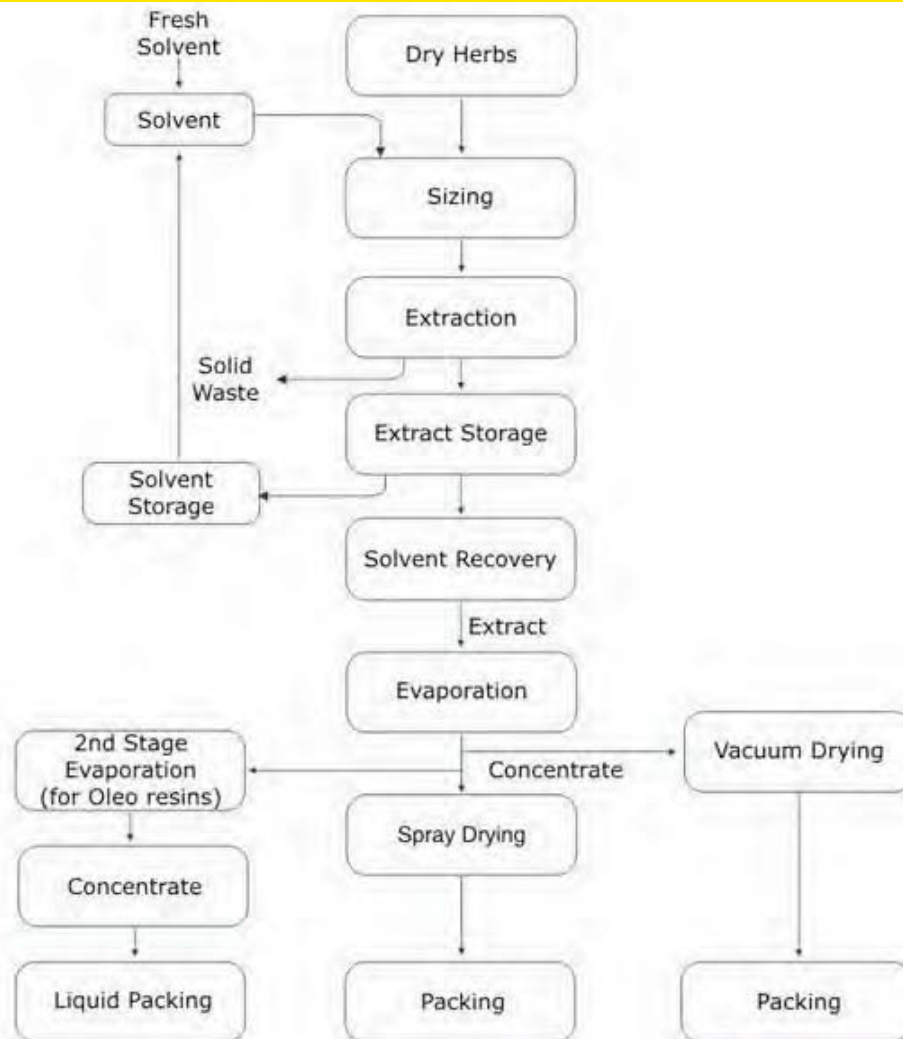 Fresh
Solvent
Dry Herbs
Solvent
Sizing
Extraction
Solid
Waste
Extract Storage
Solvent
Storage
Solvent Recovery
Extract
Evaporation
2nd Stage
Evaporation
(for Oleo resins)
Concentrate
Vacuum Drying
Spray Drying
Concentrate
Liquid Packing
Packing
Packing